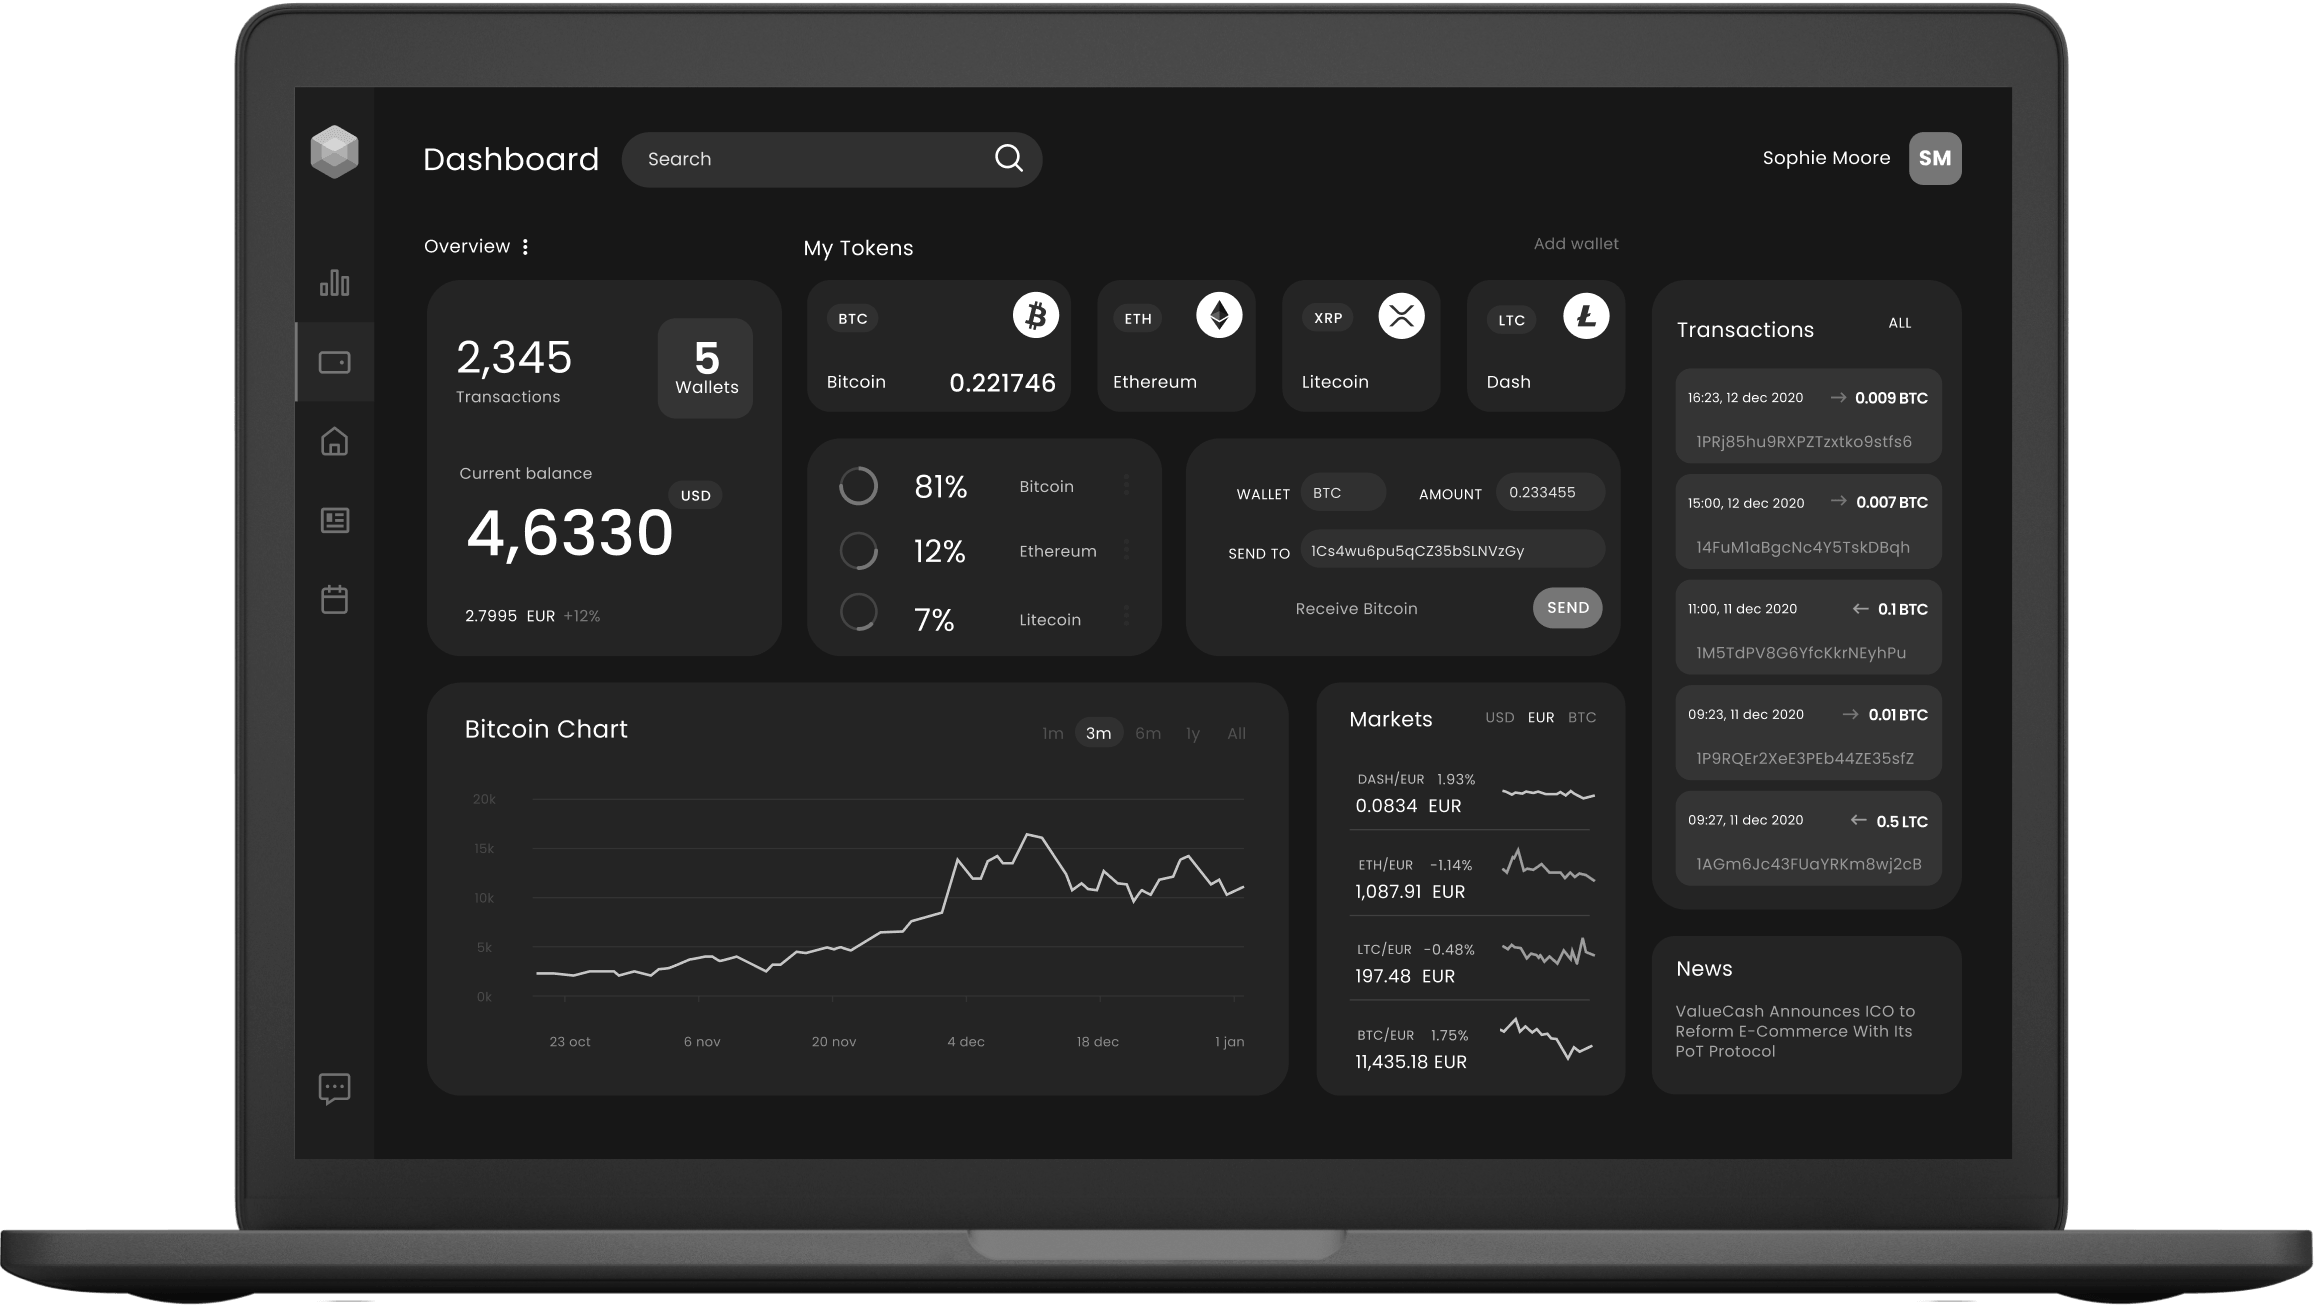 Dashboard
Search
Sophie Moore
SM
Overview
My Tokens
Add wallet
2,345
Transactions
5
Wallets
Current balance
USD
4,6330
2.7995 EUR +12%
BTC
Bitcoin 0.221746
ETH
Ethereum
XRP
Litecoin
LTC
Dash
81% Bitcoin
12% Ethereum
7% Litecoin
WALLET BTC AMOUNT 0.233455
SEND TO 1Cs4wu6pu5qCZ35bSLNVzGy
Receive Bitcoin SEND
Transactions ALL
16:23, 12 dec 2020 → 0.009 BTC
1PRj85hu9RXPZTzxtko9stfs6
15:00, 12 dec 2020 → 0.007 BTC
14FuM1aBgcNc4Y5TskDBqh
11:00, 11 dec 2020 ← 0.1 BTC
1M5TdPV8G6YfcKkrNEyhPu
09:23, 11 dec 2020 → 0.01 BTC
1P9RQEr2XeE3PEb44ZE35sfZ
09:27, 11 dec 2020 ← 0.5 LTC
1AGm6Jc43FUaYRKm8wj2cB
Bitcoin Chart
1m 3m 6m 1y All
20k
15k
10k
5k
0k
23 oct 6 nov 20 nov 4 dec 18 dec 1 jan
Markets USD EUR BTC
DASH/EUR 1.93%
0.0834 EUR
ETH/EUR -1.14%
1,087.91 EUR
LTC/EUR -0.48%
197.48 EUR
BTC/EUR 1.75%
11,435.18 EUR
News
ValueCash Announces ICO to
Reform E-Commerce With Its
PoT Protocol